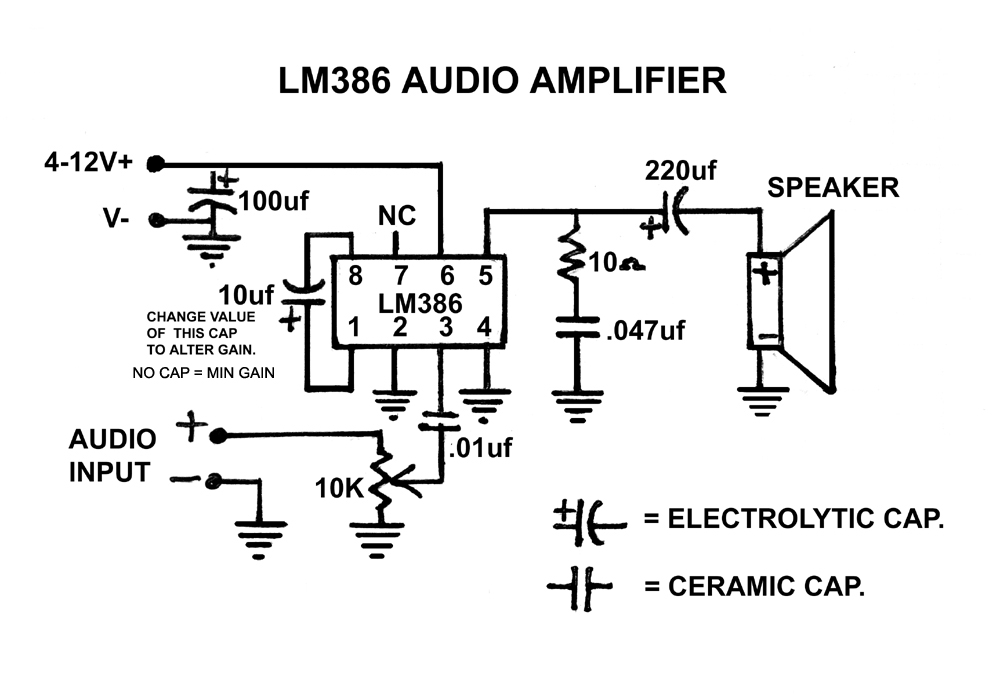 LM386 AUDIO AMPLIFIER
4-12V+
V-
+
100uf
NC
220uf
+
SPEAKER
8 7 6 5
LM386
1 2 3 4
10uf
+
CHANGE VALUE
OF THIS CAP
TO ALTER GAIN.
NO CAP = MIN GAIN
10Ω
.047uf
+
-
AUDIO
INPUT
+
-
10K
.01uf
+
= ELECTROLYTIC CAP.
= CERAMIC CAP.